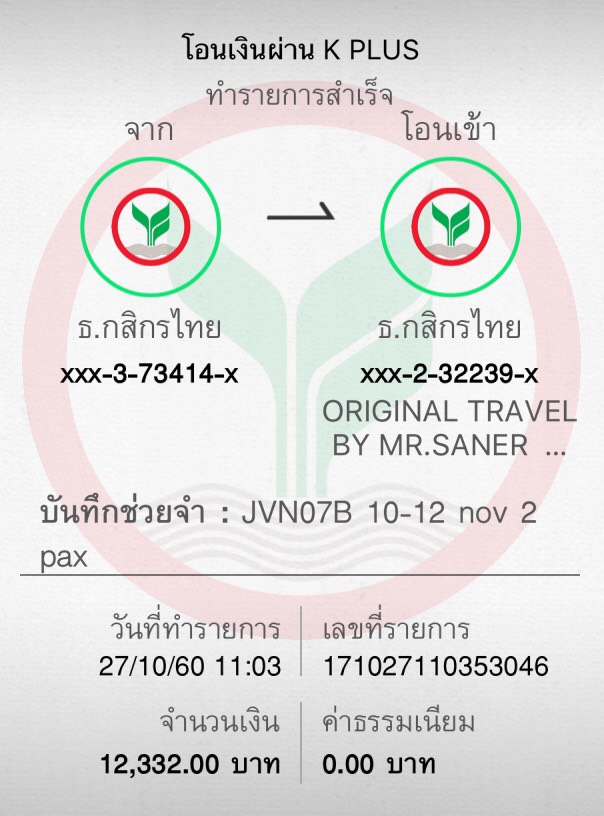 โอนเงินผ่าน K PLUS
ทำรายการสำเร็จ
จาก
โอนเข้า
ธ.กสิกรไทย
ธ.กสิกรไทย
xxx-3-73414-x
xxx-2-32239-x
ORIGINAL TRAVEL
BY MR.SANER ...
บันทึกช่วยจำ : JVN07B 10-12 nov 2
pax
วันที่ทำรายการ
เลขที่รายการ
27/10/60 11:03
171027110353046
จำนวนเงิน
ค่าธรรมเนียม
12,332.00 บาท
0.00 บาท